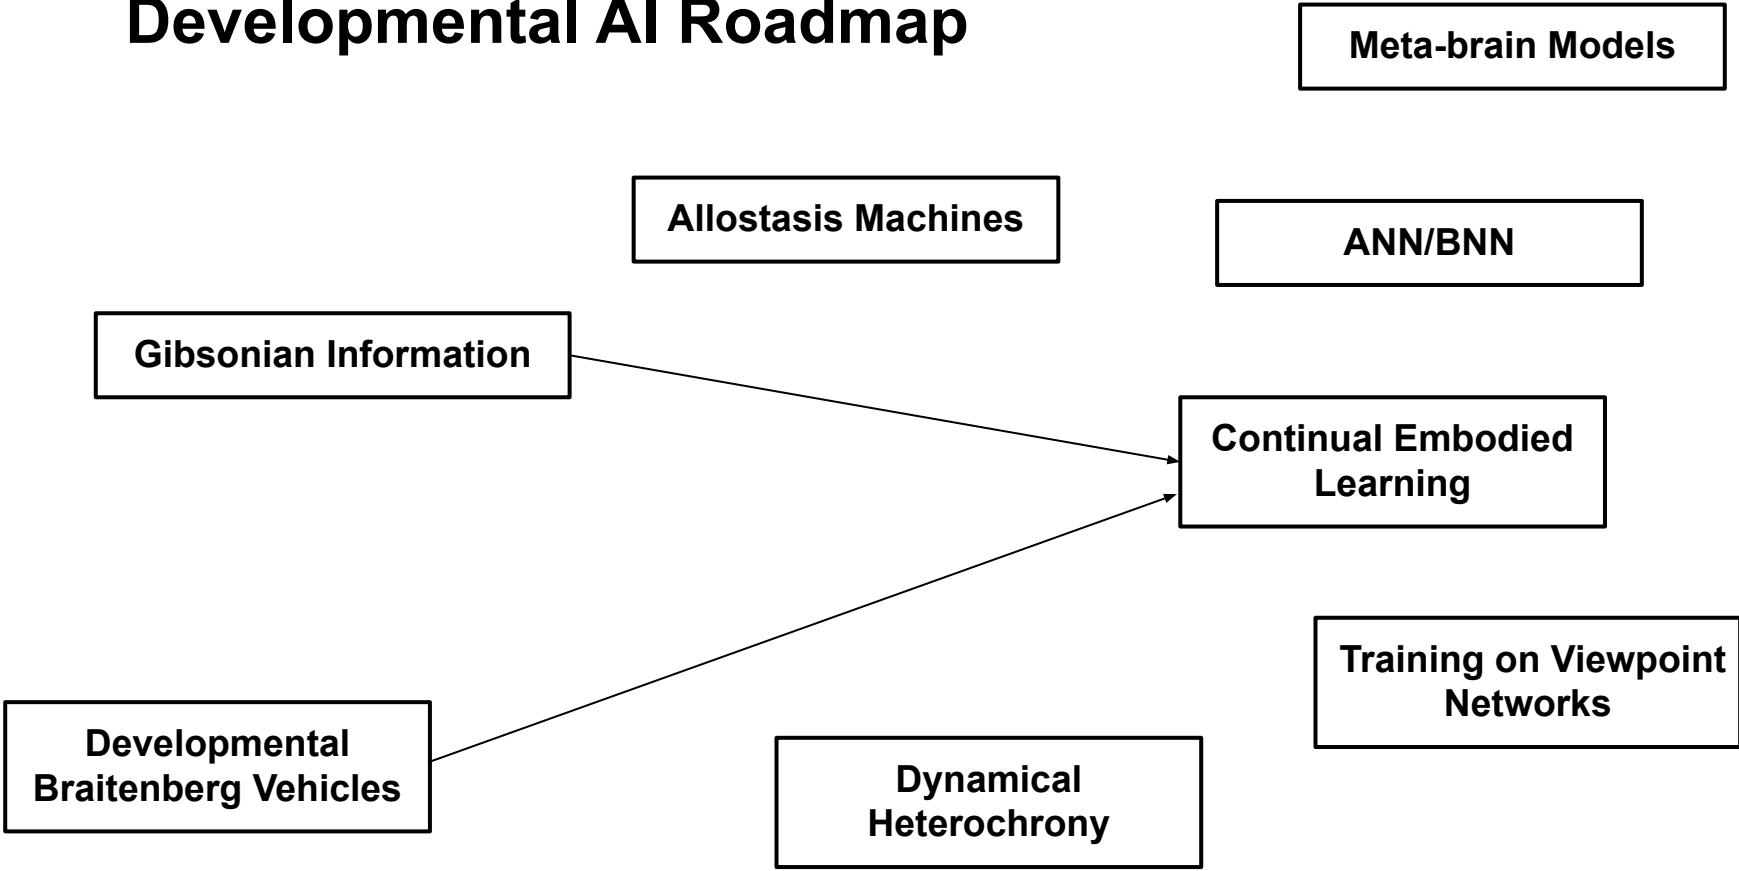 Developmental AI Roadmap
Meta-brain Models
Allostasis Machines
ANN/BNN
Gibsonian Information
Continual Embodied
Learning
Training on Viewpoint
Networks
Developmental
Braitenberg Vehicles
Dynamical
Heterochrony